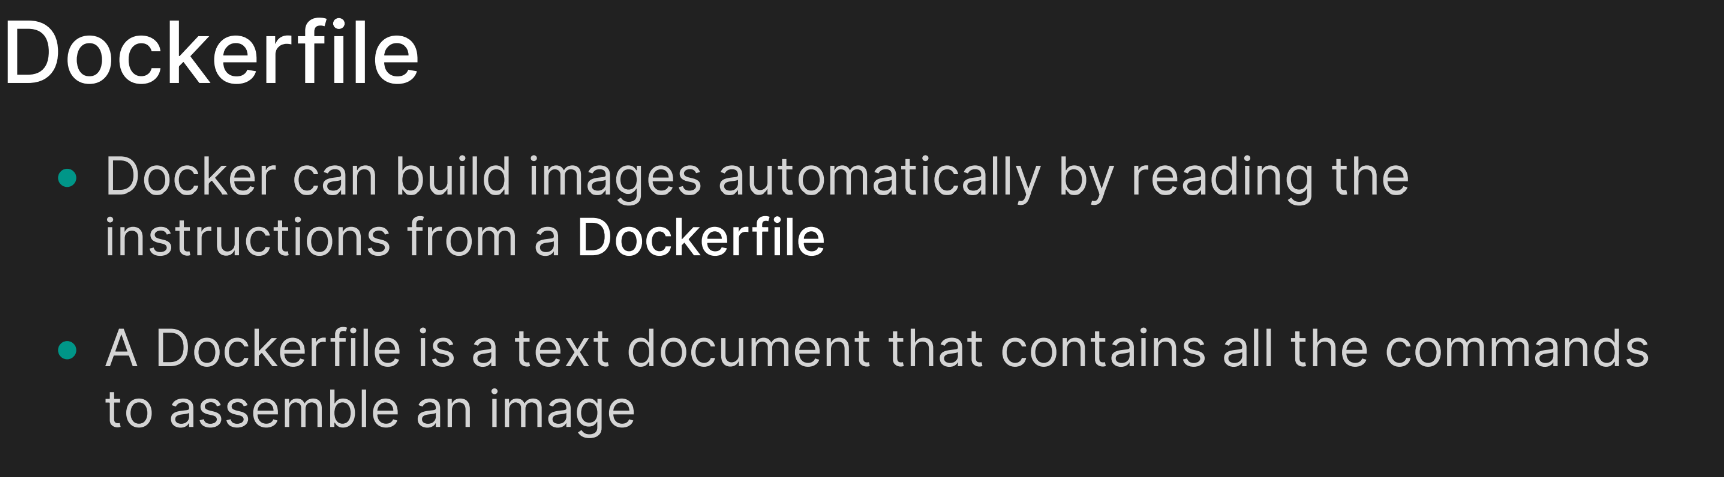 Dockerfile
Docker can build images automatically by reading the
instructions from a Dockerfile
A Dockerfile is a text document that contains all the commands
to assemble an image